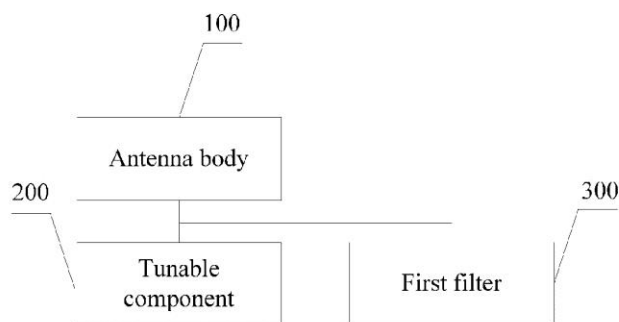 100
Antenna body
200
300
Tunable
component
First filter